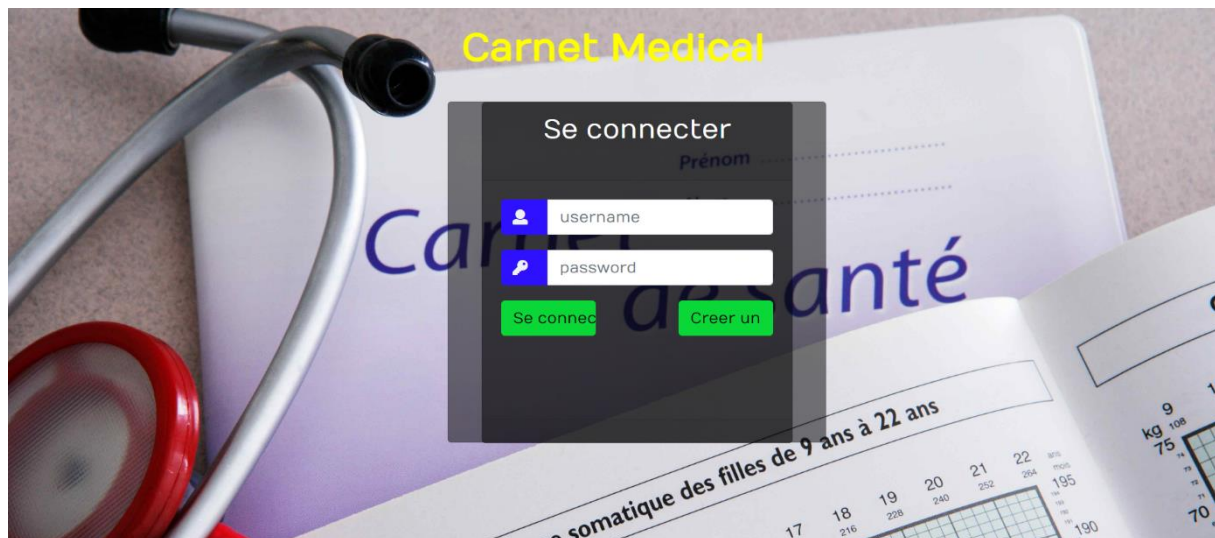 Carnet Medical
Se connecter
Prénom
username
Car
password
de santé
Se connec
Creer un
somatique des filles de 9 ans à 22 ans
17 18 19 20 21 22 ans
216 228 240 252 264 mois
195
190
9
kg 108
75
70